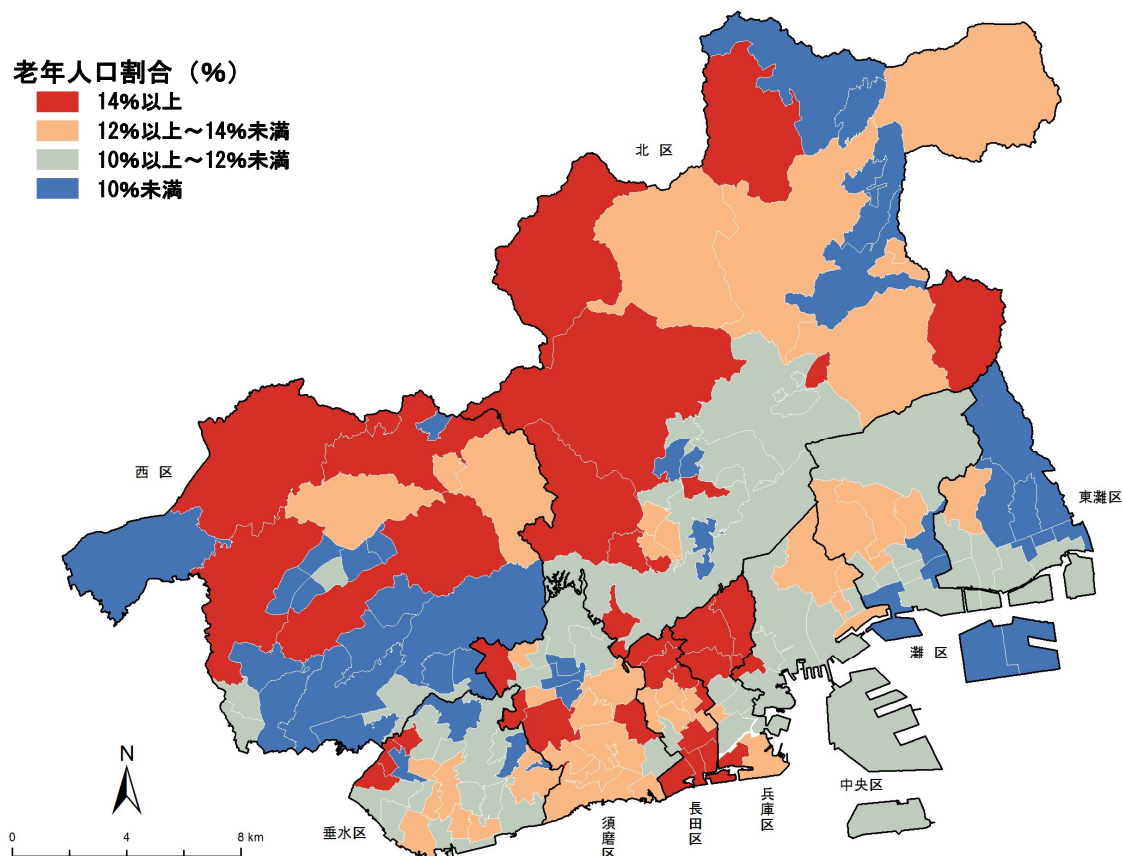 老年人口割合（%）
14%以上
12%以上～14%未満
10%以上～12%未満
10%未満
北 区
西 区
東灘区
灘 区
中央区
兵庫区
長田区
須磨区
垂水区
N
0 4 8 km